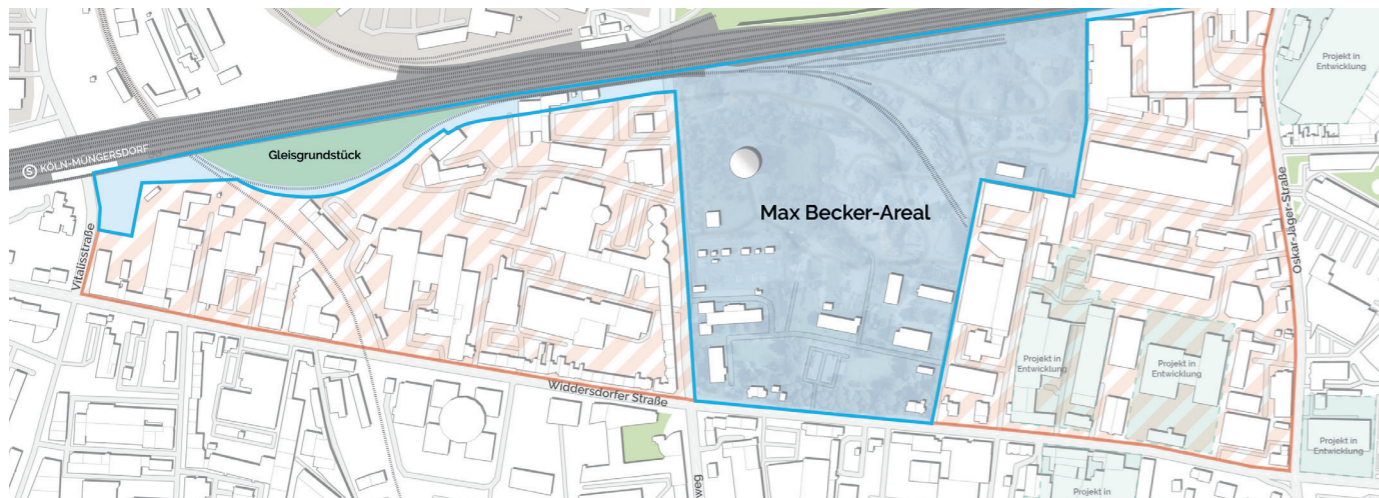 Projekt in
Entwicklung
S KÖLN-MÜNGERSDORF
Gleisgrundstück
Max Becker-Areal
Vitalisstraße
Oskar-Jäger-Straße
Widdersdorfer Straße
Projekt in
Entwicklung
Projekt in
Entwicklung
Projekt in
Entwicklung
Projekt in
weg